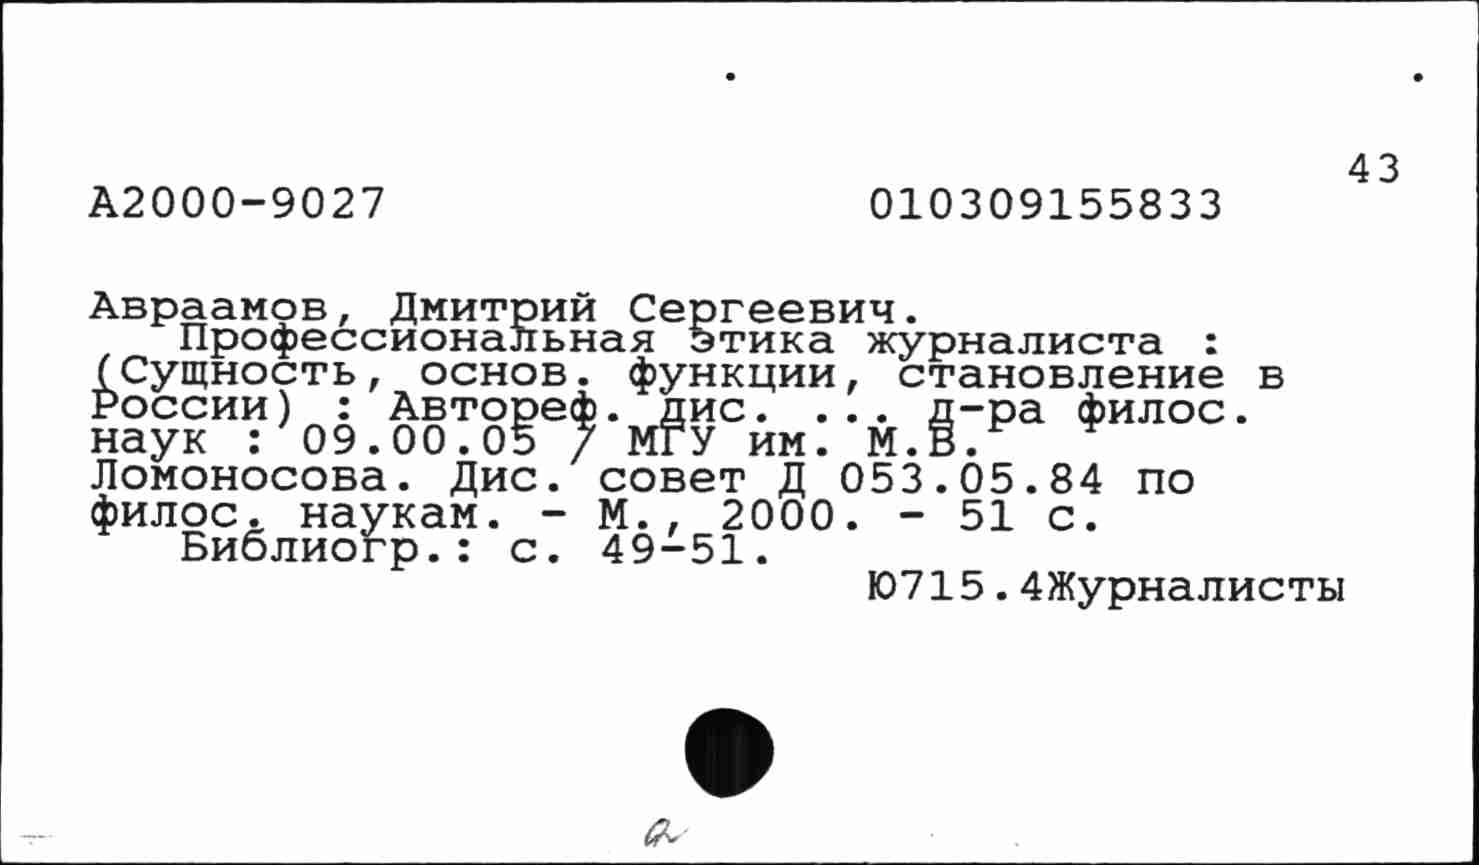 43
А2000-9027 010309155833
Авраамов, Дмитрий Сергеевич.
Профессиональная этика журналиста :
(Сущность, основ. функции, становление в
России) : Автореф. дис. ... д-ра филос.
наук : 09.00.05 / МГУ им. М.В.
Ломоносова. Дис. совет Д 053.05.84 по
филос. наукам. - М., 2000. - 51 с.
Библиогр.: с. 49-51.
Ю715.4Журналисты